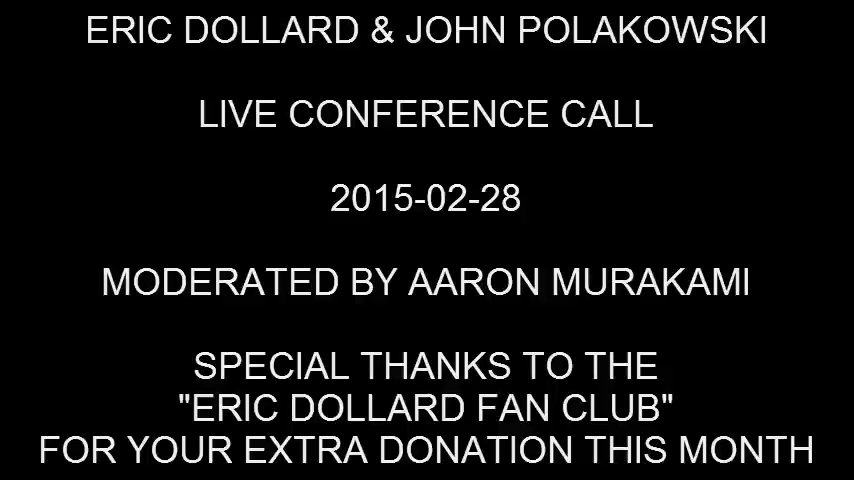 ERIC DOLLARD & JOHN POLAKOWSKI
LIVE CONFERENCE CALL
2015-02-28
MODERATED BY AARON MURAKAMI
SPECIAL THANKS TO THE
"ERIC DOLLARD FAN CLUB"
FOR YOUR EXTRA DONATION THIS MONTH